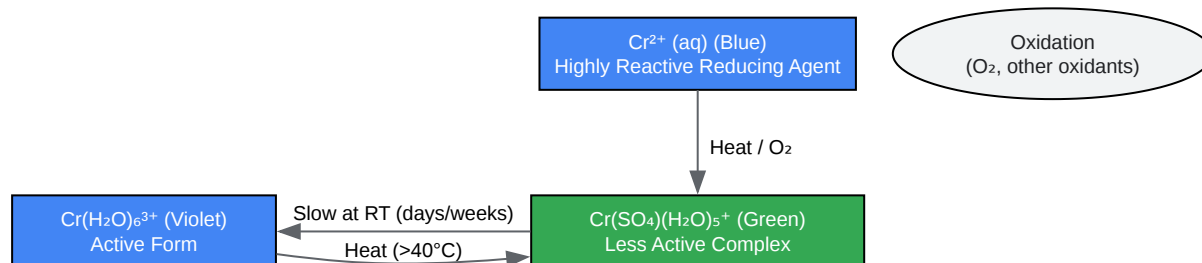 Cr²⁺ (aq) (Blue)
Highly Reactive Reducing Agent
Oxidation
(O₂, other oxidants)
Heat / O₂
Cr(H₂O)₆³⁺ (Violet)
Active Form
Slow at RT (days/weeks)
Heat (>40°C)
Cr(SO₄)(H₂O)₅⁺ (Green)
Less Active Complex